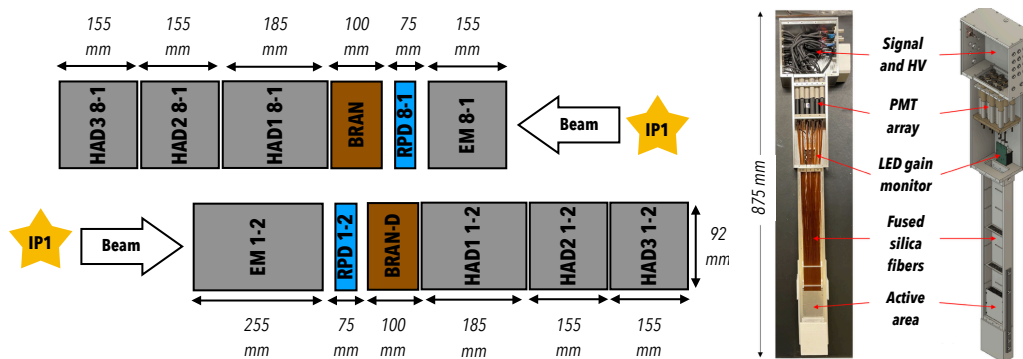 155 155 185 100 75 155
mm mm mm mm mm mm
HAD3 8-1
HAD2 8-1
HAD1 8-1
BRAN
RPD 8-1
EM 8-1
Beam
IP1
IP1
Beam
EM 1-2
RPD 1-2
BRAN-D
HAD1 1-2
HAD2 1-2
HAD3 1-2
92
mm
255 75 100 185 155 155
mm mm mm mm mm mm
875 mm
Signal
and HV
PMT
array
LED gain
monitor
Fused
silica
fibers
Active
area